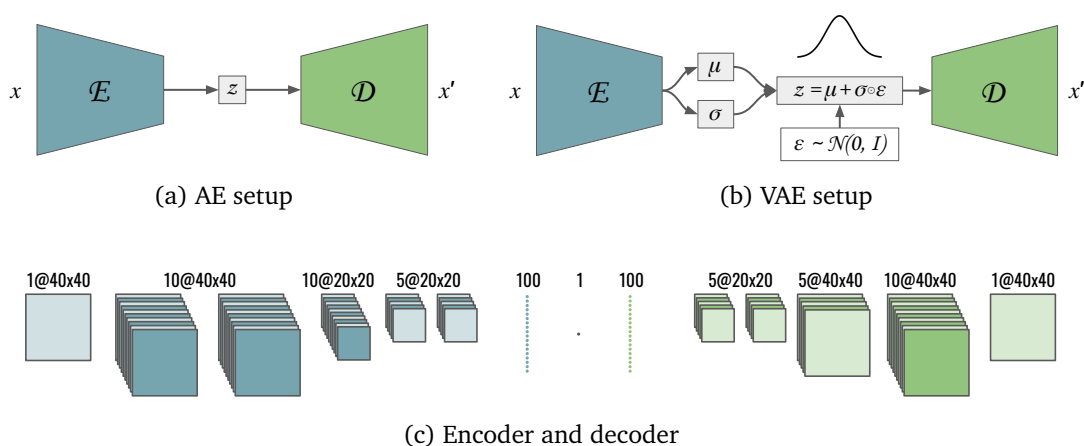 x ℰ z 𝒟 x′
x ℰ μ σ z = μ + σ◦ε 𝒟 x′
ε ~ 𝒩(0, I)
(a) AE setup
(b) VAE setup
1@40x40 10@40x40 10@20x20 5@20x20 100 1 100 5@20x20 5@40x40 10@40x40 1@40x40
(c) Encoder and decoder